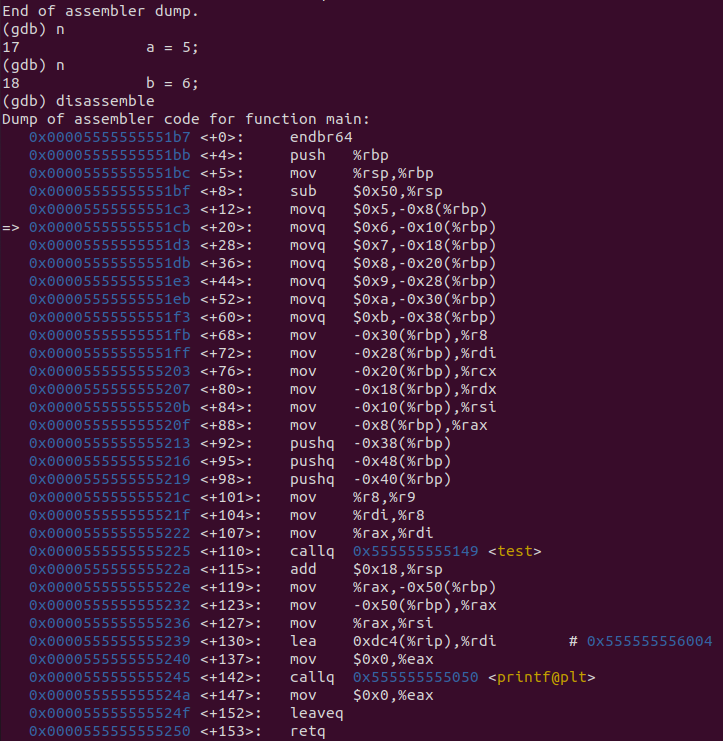 End of assembler dump.
(gdb) n
17              a = 5;
(gdb) n
18              b = 6;
(gdb) disassemble
Dump of assembler code for function main:
   0x00005555555551b7 <+0>:     endbr64
   0x00005555555551bb <+4>:     push   %rbp
   0x00005555555551bc <+5>:     mov    %rsp,%rbp
   0x00005555555551bf <+8>:     sub    $0x50,%rsp
   0x00005555555551c3 <+12>:    movq   $0x5,-0x8(%rbp)
=> 0x00005555555551cb <+20>:    movq   $0x6,-0x10(%rbp)
   0x00005555555551d3 <+28>:    movq   $0x7,-0x18(%rbp)
   0x00005555555551db <+36>:    movq   $0x8,-0x20(%rbp)
   0x00005555555551e3 <+44>:    movq   $0x9,-0x28(%rbp)
   0x00005555555551eb <+52>:    movq   $0xa,-0x30(%rbp)
   0x00005555555551f3 <+60>:    movq   $0xb,-0x38(%rbp)
   0x00005555555551fb <+68>:    mov    -0x30(%rbp),%r8
   0x00005555555551ff <+72>:    mov    -0x28(%rbp),%rdi
   0x0000555555555203 <+76>:    mov    -0x20(%rbp),%rcx
   0x0000555555555207 <+80>:    mov    -0x18(%rbp),%rdx
   0x000055555555520b <+84>:    mov    -0x10(%rbp),%rsi
   0x000055555555520f <+88>:    mov    -0x8(%rbp),%rax
   0x0000555555555213 <+92>:    pushq  -0x38(%rbp)
   0x0000555555555216 <+95>:    pushq  -0x48(%rbp)
   0x0000555555555219 <+98>:    pushq  -0x40(%rbp)
   0x000055555555521c <+101>:   mov    %r8,%r9
   0x000055555555521f <+104>:   mov    %rdi,%r8
   0x0000555555555222 <+107>:   mov    %rax,%rdi
   0x0000555555555225 <+110>:   callq  0x555555555149 <test>
   0x000055555555522a <+115>:   add    $0x18,%rsp
   0x000055555555522e <+119>:   mov    %rax,-0x50(%rbp)
   0x0000555555555232 <+123>:   mov    -0x50(%rbp),%rax
   0x0000555555555236 <+127>:   mov    %rax,%rsi
   0x0000555555555239 <+130>:   lea    0xdc4(%rip),%rdi        # 0x555555556004
   0x0000555555555240 <+137>:   mov    $0x0,%eax
   0x0000555555555245 <+142>:   callq  0x555555555050 <printf@plt>
   0x000055555555524a <+147>:   mov    $0x0,%eax
   0x000055555555524f <+152>:   leaveq
   0x0000555555555250 <+153>:   retq